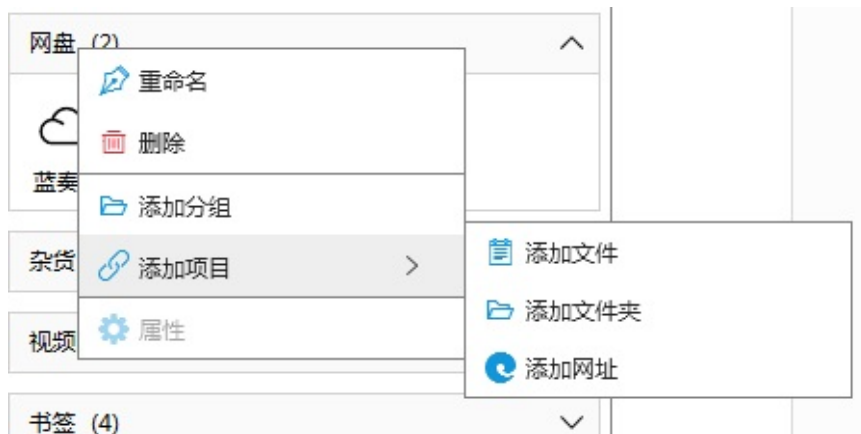 网盘 (2)
重命名
删除
蓝奏
添加分组
杂货
添加项目
添加文件
添加文件夹
视频
属性
添加网址
书签 (4)